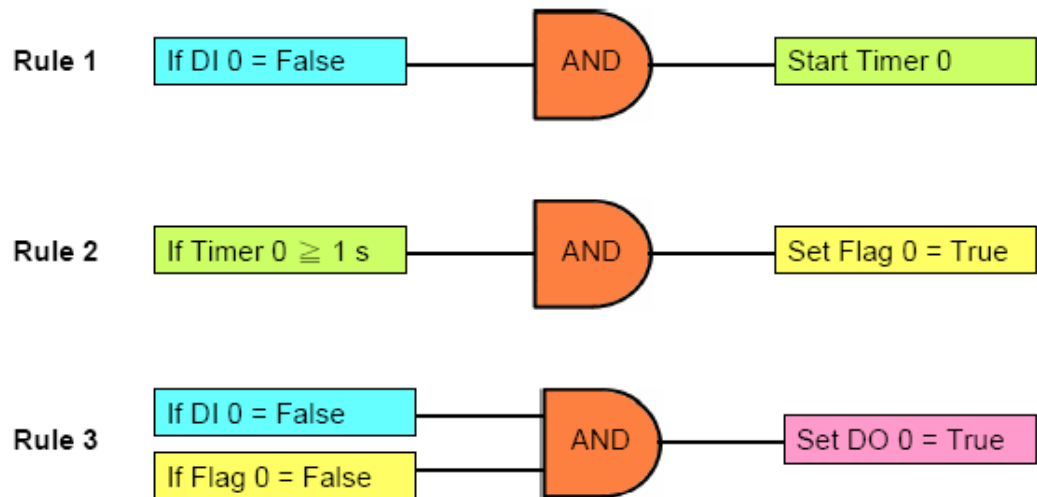 Rule 1
If DI 0 = False
AND
Start Timer 0
Rule 2
If Timer 0 ≧ 1 s
AND
Set Flag 0 = True
If DI 0 = False
Rule 3
AND
Set DO 0 = True
If Flag 0 = False